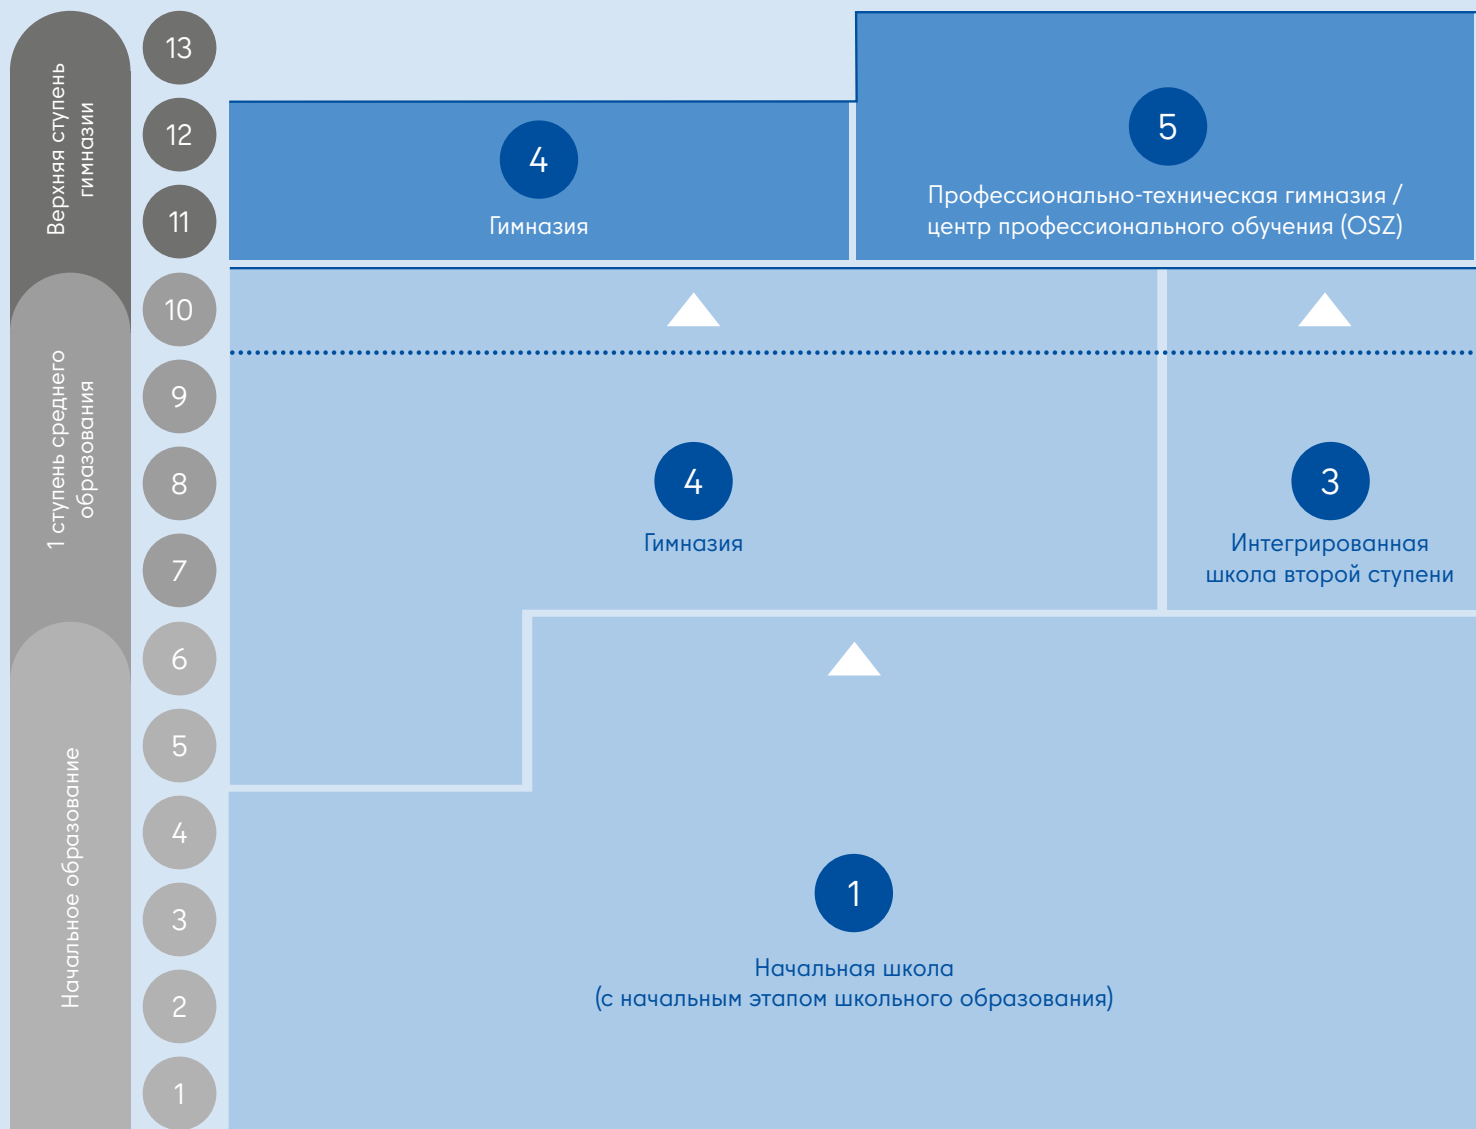 Верхняя ступень
гимназии
1 ступень среднего
образования
Начальное образование
13
12
11
10
9
8
7
6
5
4
3
2
1
4
Гимназия
5
Профессионально-техническая гимназия /
центр профессионального обучения (OSZ)
4
Гимназия
3
Интегрированная
школа второй ступени
1
Начальная школа
(с начальным этапом школьного образования)